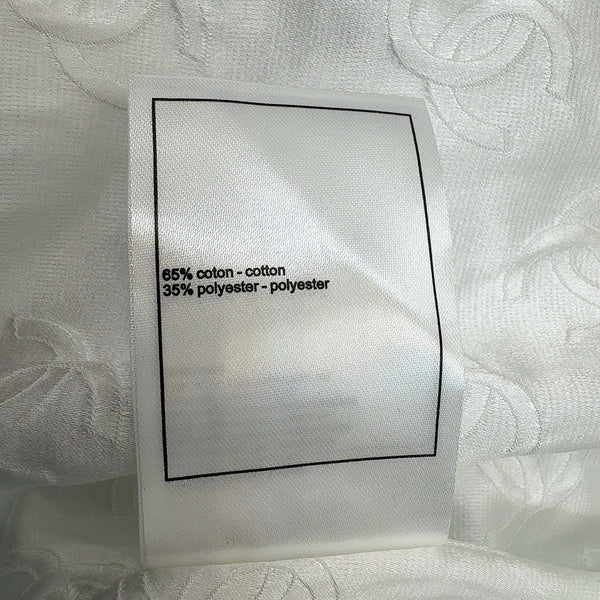 65% coton - cotton
35% polyester - polyester